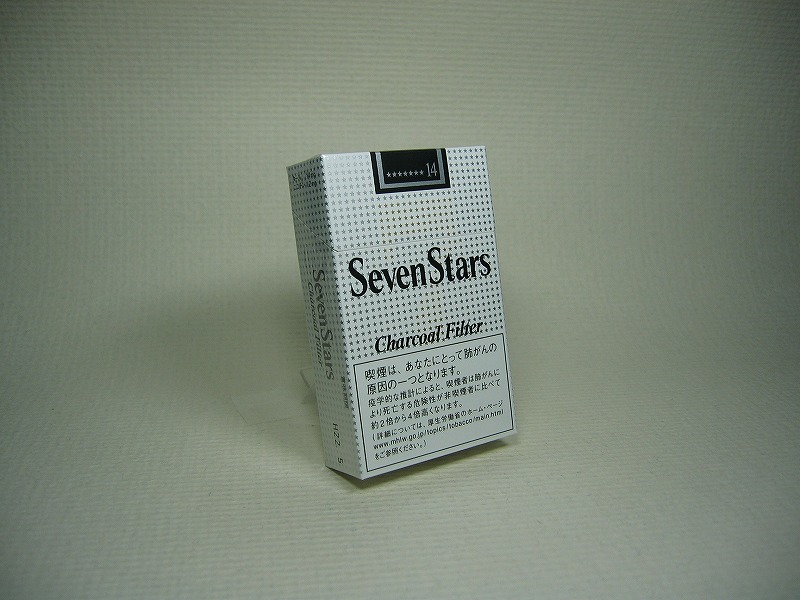 14
SevenStars
Charcoal Filter
喫煙は、あなたにとって肺がんの
原因の一つとなります。
疫学的な推計によると、喫煙者は肺がんに
より死亡する危険性が非喫煙者に比べて
約2倍から4倍高くなります。
(詳細については、厚生労働省のホーム・ページ
www.mhlw.go.jp/topics/tobacco/main.html
をご参照ください。)
SevenStars
Charcoal Filter
H22. 5